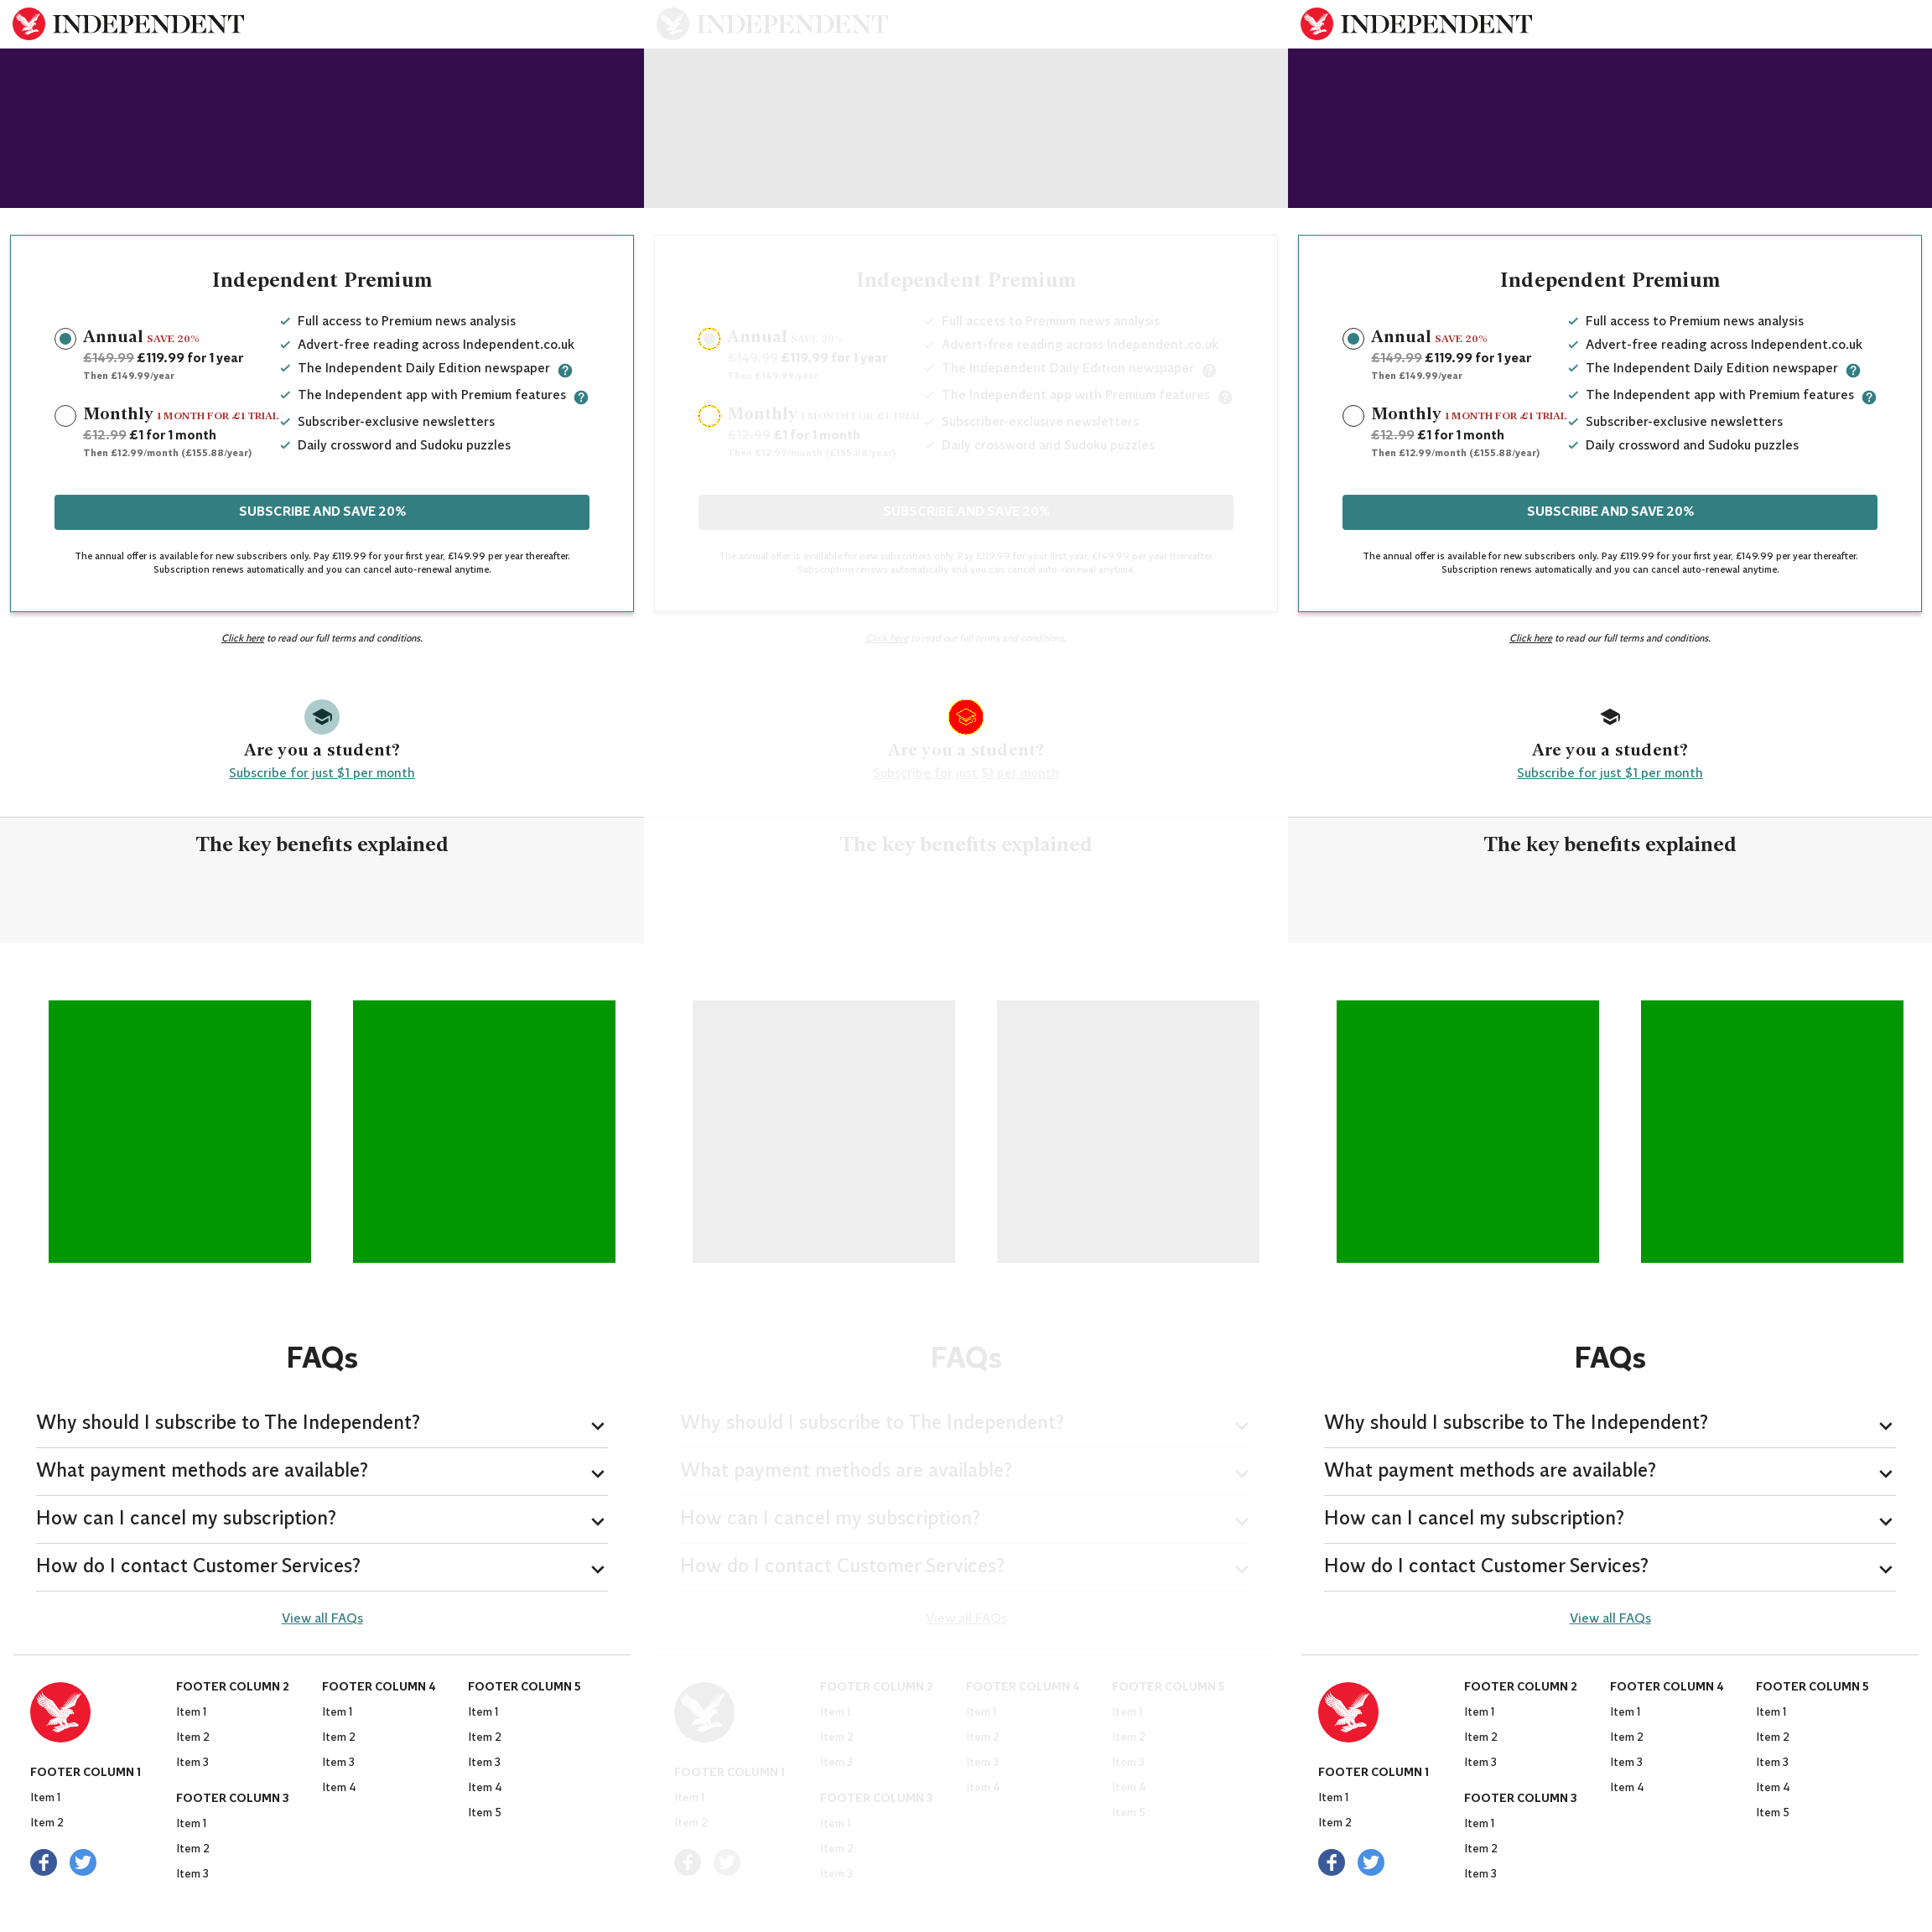 INDEPENDENT
Independent Premium
Annual SAVE 20%
£149.99 £119.99 for 1 year
Then £149.99/year
Monthly 1 MONTH FOR £1 TRIAL
£12.99 £1 for 1 month
Then £12.99/month (£155.88/year)
Full access to Premium news analysis
Advert-free reading across Independent.co.uk
The Independent Daily Edition newspaper ?
The Independent app with Premium features ?
Subscriber-exclusive newsletters
Daily crossword and Sudoku puzzles
SUBSCRIBE AND SAVE 20%
The annual offer is available for new subscribers only. Pay £119.99 for your first year, £149.99 per year thereafter.
Subscription renews automatically and you can cancel auto-renewal anytime.
Click here to read our full terms and conditions.
Are you a student?
Subscribe for just $1 per month
The key benefits explained
FAQs
Why should I subscribe to The Independent?
What payment methods are available?
How can I cancel my subscription?
How do I contact Customer Services?
View all FAQs
FOOTER COLUMN 1
Item 1
Item 2
FOOTER COLUMN 2
Item 1
Item 2
Item 3
FOOTER COLUMN 3
Item 1
Item 2
Item 3
FOOTER COLUMN 4
Item 1
Item 2
Item 3
Item 4
FOOTER COLUMN 5
Item 1
Item 2
Item 3
Item 4
Item 5
INDEPENDENT
Independent Premium
Annual SAVE 20%
£149.99 £119.99 for 1 year
Then £149.99/year
Monthly 1 MONTH FOR £1 TRIAL
£12.99 £1 for 1 month
Then £12.99/month (£155.88/year)
Full access to Premium news analysis
Advert-free reading across Independent.co.uk
The Independent Daily Edition newspaper ?
The Independent app with Premium features ?
Subscriber-exclusive newsletters
Daily crossword and Sudoku puzzles
SUBSCRIBE AND SAVE 20%
The annual offer is available for new subscribers only. Pay £119.99 for your first year, £149.99 per year thereafter.
Subscription renews automatically and you can cancel auto-renewal anytime.
Click here to read our full terms and conditions.
Are you a student?
Subscribe for just $1 per month
The key benefits explained
FAQs
Why should I subscribe to The Independent?
What payment methods are available?
How can I cancel my subscription?
How do I contact Customer Services?
View all FAQs
FOOTER COLUMN 1
Item 1
Item 2
FOOTER COLUMN 2
Item 1
Item 2
Item 3
FOOTER COLUMN 3
Item 1
Item 2
Item 3
FOOTER COLUMN 4
Item 1
Item 2
Item 3
Item 4
FOOTER COLUMN 5
Item 1
Item 2
Item 3
Item 4
Item 5
INDEPENDENT
Independent Premium
Annual SAVE 20%
£149.99 £119.99 for 1 year
Then £149.99/year
Monthly 1 MONTH FOR £1 TRIAL
£12.99 £1 for 1 month
Then £12.99/month (£155.88/year)
Full access to Premium news analysis
Advert-free reading across Independent.co.uk
The Independent Daily Edition newspaper ?
The Independent app with Premium features ?
Subscriber-exclusive newsletters
Daily crossword and Sudoku puzzles
SUBSCRIBE AND SAVE 20%
The annual offer is available for new subscribers only. Pay £119.99 for your first year, £149.99 per year thereafter.
Subscription renews automatically and you can cancel auto-renewal anytime.
Click here to read our full terms and conditions.
Are you a student?
Subscribe for just $1 per month
The key benefits explained
FAQs
Why should I subscribe to The Independent?
What payment methods are available?
How can I cancel my subscription?
How do I contact Customer Services?
View all FAQs
FOOTER COLUMN 1
Item 1
Item 2
FOOTER COLUMN 2
Item 1
Item 2
Item 3
FOOTER COLUMN 3
Item 1
Item 2
Item 3
FOOTER COLUMN 4
Item 1
Item 2
Item 3
Item 4
FOOTER COLUMN 5
Item 1
Item 2
Item 3
Item 4
Item 5